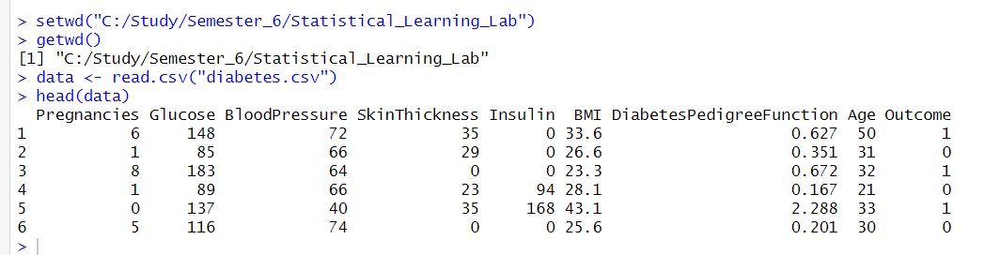 > setwd("C:/Study/Semester_6/Statistical_Learning_Lab")
> getwd()
[1] "C:/Study/Semester_6/Statistical_Learning_Lab"
> data <- read.csv("diabetes.csv")
> head(data)
  Pregnancies Glucose BloodPressure SkinThickness Insulin  BMI DiabetesPedigreeFunction Age Outcome
1           6     148            72            35       0 33.6                    0.627  50       1
2           1      85            66            29       0 26.6                    0.351  31       0
3           8     183            64             0       0 23.3                    0.672  32       1
4           1      89            66            23      94 28.1                    0.167  21       0
5           0     137            40            35     168 43.1                    2.288  33       1
6           5     116            74             0       0 25.6                    0.201  30       0
>